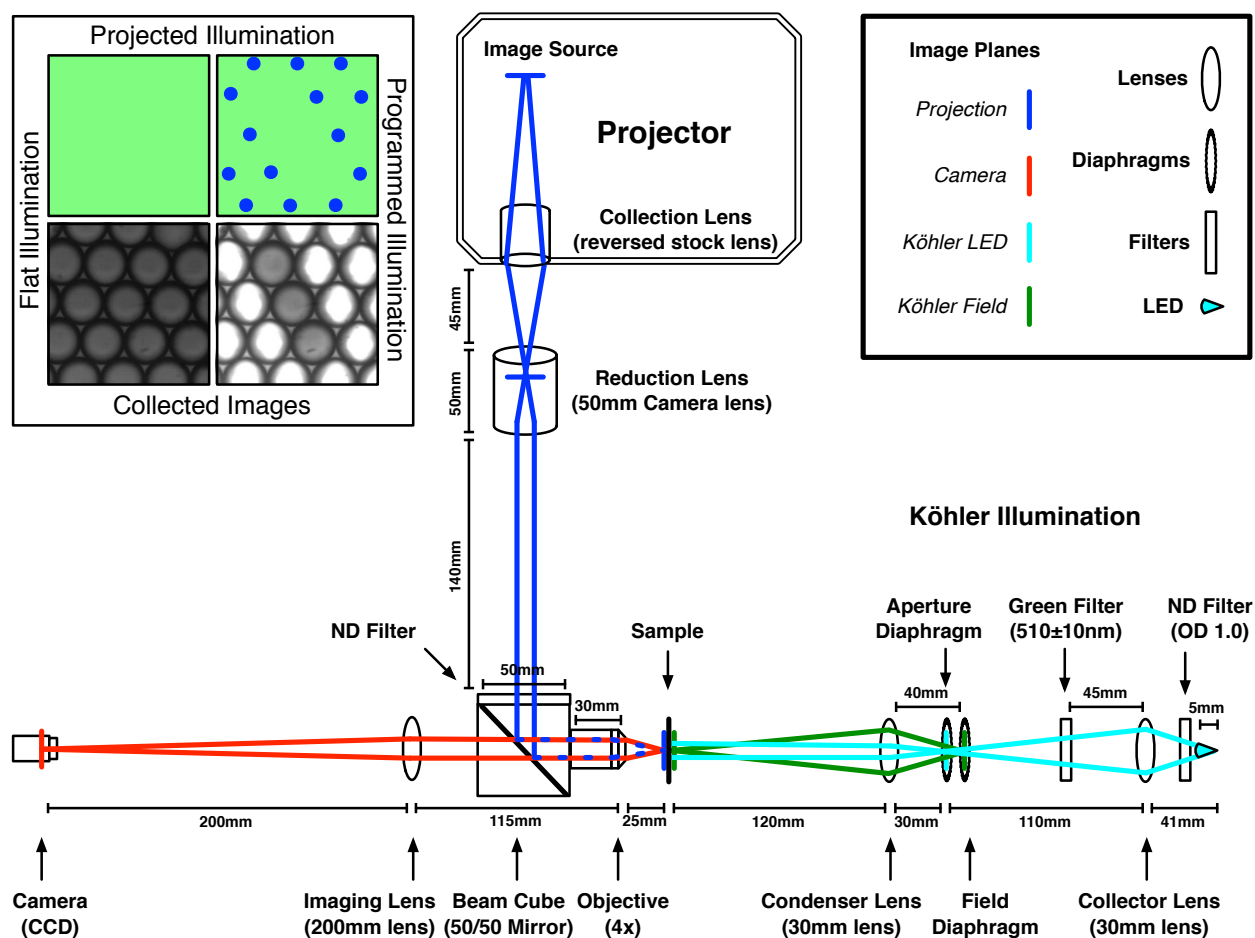 Projected Illumination
Flat Illumination
Programmed Illumination
Collected Images
Image Source
Projector
Collection Lens
(reversed stock lens)
45mm
50mm
Reduction Lens
(50mm Camera lens)
140mm
Image Planes
Projection
Camera
Köhler LED
Köhler Field
Lenses
Diaphragms
Filters
LED
Köhler Illumination
ND Filter
Sample
Aperture
Diaphragm
Green Filter
(510±10nm)
ND Filter
(OD 1.0)
50mm
30mm
40mm
45mm
5mm
200mm
115mm
25mm
120mm
30mm
110mm
41mm
Camera
(CCD)
Imaging Lens
(200mm lens)
Beam Cube
(50/50 Mirror)
Objective
(4x)
Condenser Lens
(30mm lens)
Field
Diaphragm
Collector Lens
(30mm lens)